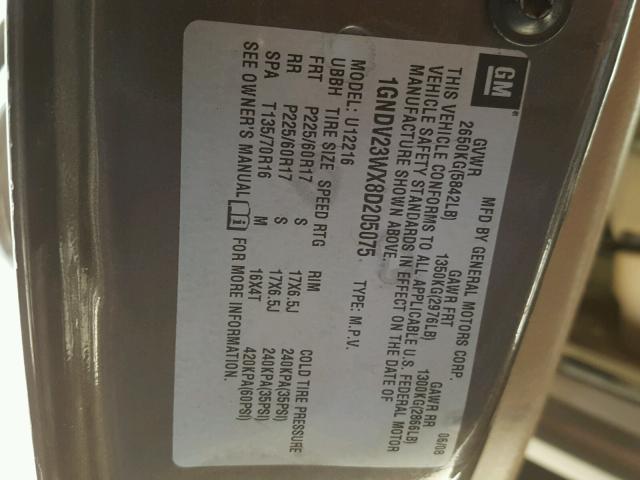 GM
MFD BY GENERAL MOTORS CORP. 06/08
GVWR GAWR FRT GAWR RR
2650KG(5842LB) 1350KG(2976LB) 1300KG(2866LB)
THIS VEHICLE CONFORMS TO ALL APPLICABLE U.S. FEDERAL MOTOR
VEHICLE SAFETY STANDARDS IN EFFECT ON THE DATE OF
MANUFACTURE SHOWN ABOVE.
1GNDV23WX8D205075 TYPE: M.P.V.
MODEL: U12216
UBBH TIRE SIZE SPEED RTG RIM COLD TIRE PRESSURE
FRT P225/60R17 S 17X6.5J 240KPA(35PSI)
RR P225/60R17 S 17X6.5J 240KPA(35PSI)
SPA T135/70R16 M 16X4T 420KPA(60PSI)
SEE OWNER'S MANUAL i FOR MORE INFORMATION.